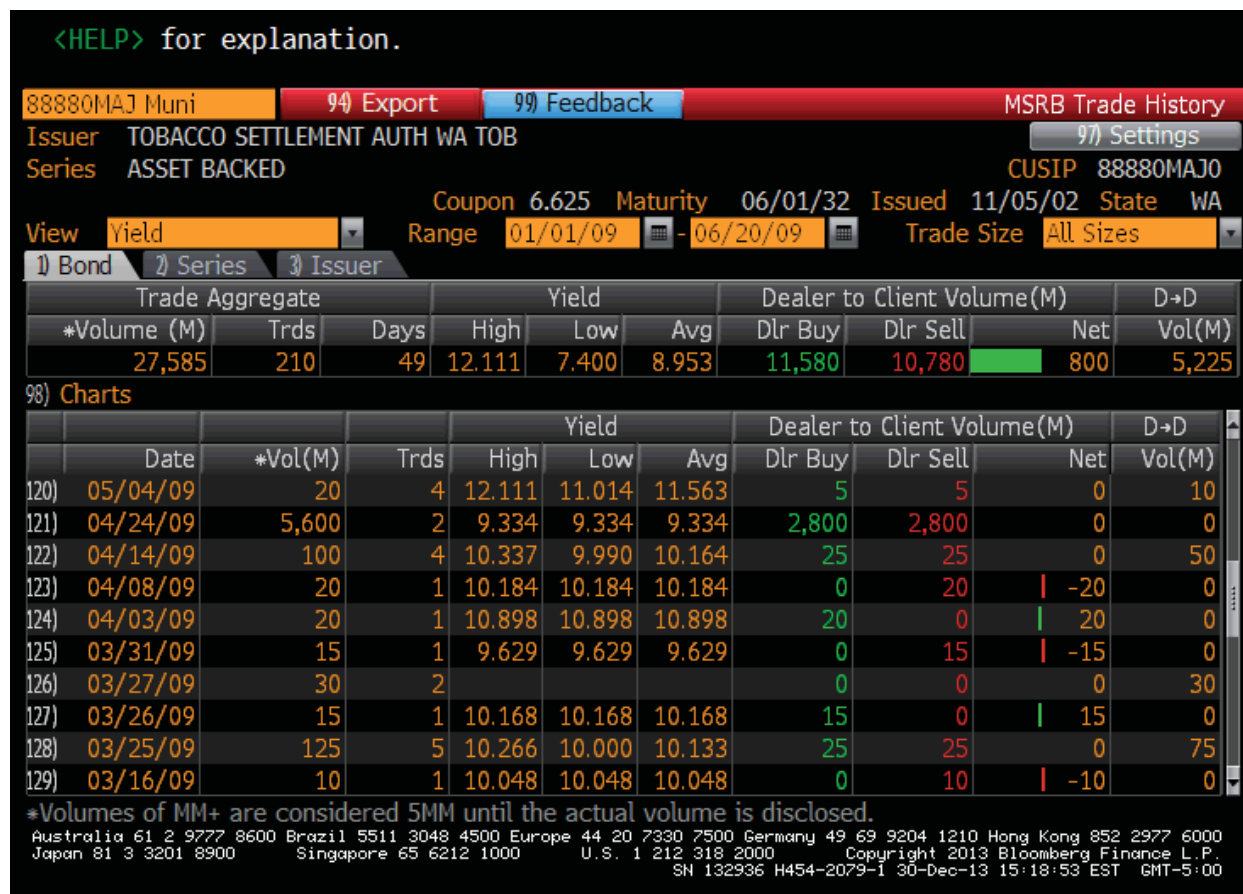 <HELP> for explanation.
88880MAJ Muni 94) Export 99) Feedback MSRB Trade History
Issuer TOBACCO SETTLEMENT AUTH WA TOB 97) Settings
Series ASSET BACKED CUSIP 88880MAJ0
Coupon 6.625 Maturity 06/01/32 Issued 11/05/02 State WA
View Yield Range 01/01/09 - 06/20/09 Trade Size All Sizes
1) Bond 2) Series 3) Issuer
Trade Aggregate Yield Dealer to Client Volume(M) D→D
*Volume (M) Trds Days High Low Avg Dlr Buy Dlr Sell Net Vol(M)
27,585 210 49 12.111 7.400 8.953 11,580 10,780 800 5,225
98) Charts
Yield Dealer to Client Volume(M) D→D
Date *Vol(M) Trds High Low Avg Dlr Buy Dlr Sell Net Vol(M)
120) 05/04/09 20 4 12.111 11.014 11.563 5 5 0 10
121) 04/24/09 5,600 2 9.334 9.334 9.334 2,800 2,800 0 0
122) 04/14/09 100 4 10.337 9.990 10.164 25 25 0 50
123) 04/08/09 20 1 10.184 10.184 10.184 0 20 -20 0
124) 04/03/09 20 1 10.898 10.898 10.898 20 0 20 0
125) 03/31/09 15 1 9.629 9.629 9.629 0 15 -15 0
126) 03/27/09 30 2 0 0 0 30
127) 03/26/09 15 1 10.168 10.168 10.168 15 0 15 0
128) 03/25/09 125 5 10.266 10.000 10.133 25 25 0 75
129) 03/16/09 10 1 10.048 10.048 10.048 0 10 -10 0
*Volumes of MM+ are considered 5MM until the actual volume is disclosed.
Australia 61 2 9777 8600 Brazil 5511 3048 4500 Europe 44 20 7330 7500 Germany 49 69 9204 1210 Hong Kong 852 2977 6000
Japan 81 3 3201 8900 Singapore 65 6212 1000 U.S. 1 212 318 2000 Copyright 2013 Bloomberg Finance L.P.
SN 132936 H454-2079-1 30-Dec-13 15:18:53 EST GMT-5:00